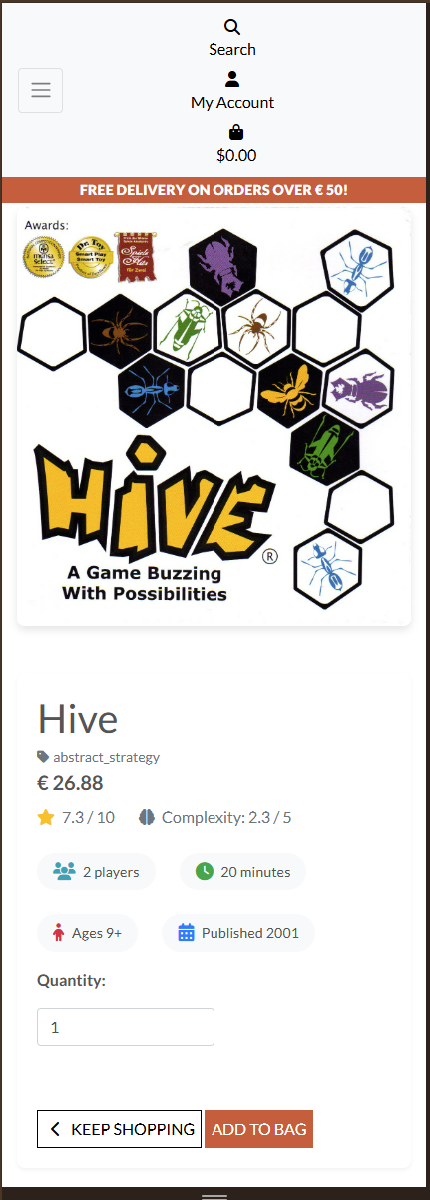 Search
My Account
$0.00
FREE DELIVERY ON ORDERS OVER € 50!
Awards:
mensa
Select
Dr. Toy
Smart Play
Smart Toy
Spiele
Hits
für Zwei
HIVE
®
A Game Buzzing
With Possibilities
Hive
abstract_strategy
€ 26.88
7.3 / 10 Complexity: 2.3 / 5
2 players 20 minutes
Ages 9+ Published 2001
Quantity:
1
KEEP SHOPPING ADD TO BAG